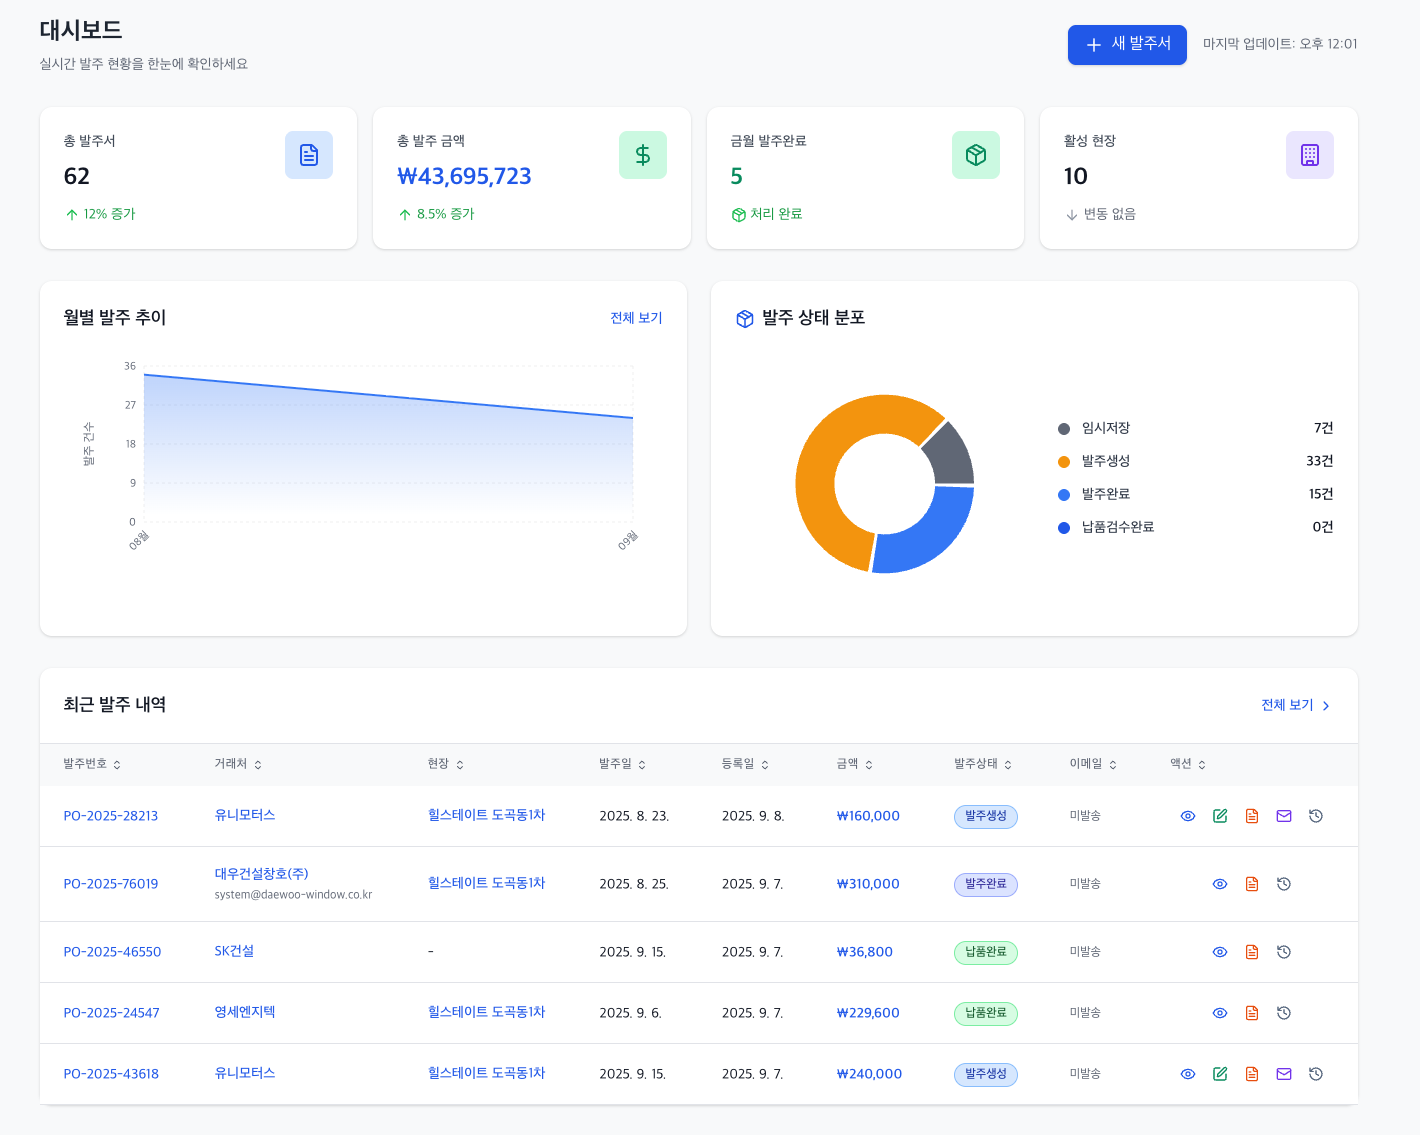 대시보드
실시간 발주 현황을 한눈에 확인하세요
새 발주서
마지막 업데이트: 오후 12:01
총 발주서
62
12% 증가
총 발주 금액
₩43,695,723
8.5% 증가
금월 발주완료
5
처리 완료
활성 현장
10
변동 없음
월별 발주 추이
전체 보기
발주 건수
36
27
18
9
0
08월
09월
발주 상태 분포
임시저장 7건
발주생성 33건
발주완료 15건
납품검수완료 0건
최근 발주 내역
전체 보기
발주번호 거래처 현장 발주일 등록일 금액 발주상태 이메일 액션
PO-2025-28213 유니모터스 힐스테이트 도곡동1차 2025. 8. 23. 2025. 9. 8. ₩160,000 발주생성 미발송
PO-2025-76019 대우건설창호(주) 힐스테이트 도곡동1차 2025. 8. 25. 2025. 9. 7. ₩310,000 발주완료 미발송
system@daewoo-window.co.kr
PO-2025-46550 SK건설 - 2025. 9. 15. 2025. 9. 7. ₩36,800 납품완료 미발송
PO-2025-24547 영세엔지텍 힐스테이트 도곡동1차 2025. 9. 6. 2025. 9. 7. ₩229,600 납품완료 미발송
PO-2025-43618 유니모터스 힐스테이트 도곡동1차 2025. 9. 15. 2025. 9. 7. ₩240,000 발주생성 미발송